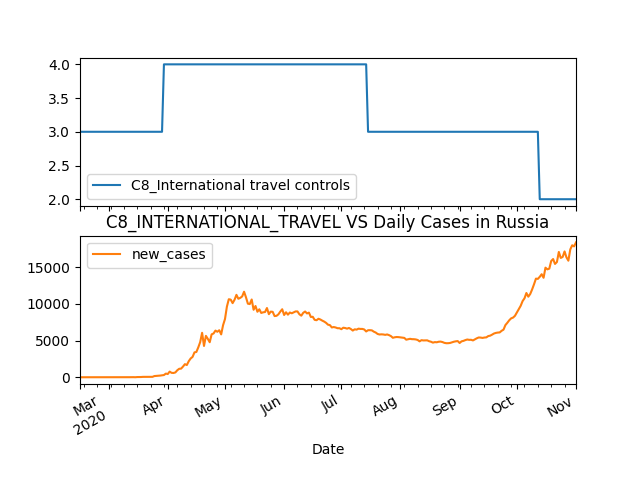 4.0
3.5
3.0
2.5
2.0
C8_International travel controls
C8_INTERNATIONAL_TRAVEL VS Daily Cases in Russia
new_cases
15000
10000
5000
0
Mar
2020
Apr
May
Jun
Jul
Aug
Sep
Oct
Nov
Date